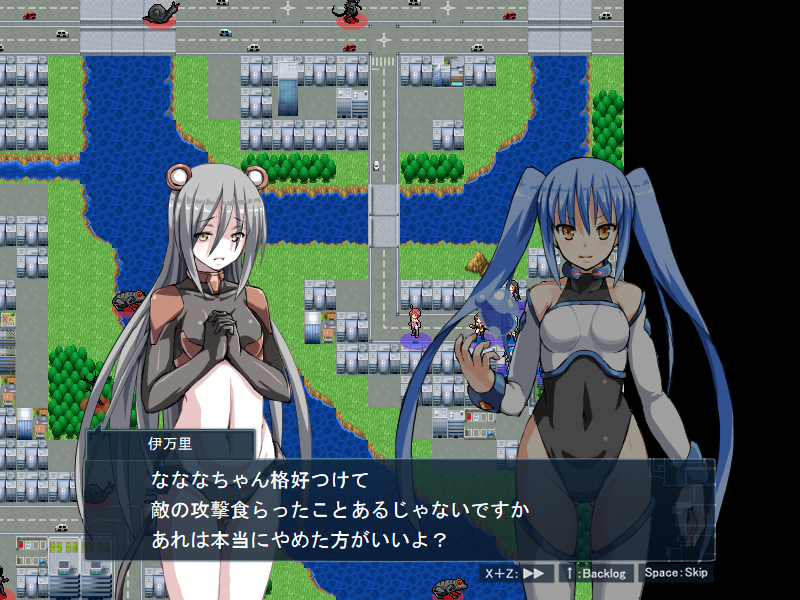 伊万里
なななちゃん格好つけて
敵の攻撃食らったことあるじゃないですか
あれは本当にやめた方がいいよ？
X+Z:▶▶ ↑:Backlog Space:Skip